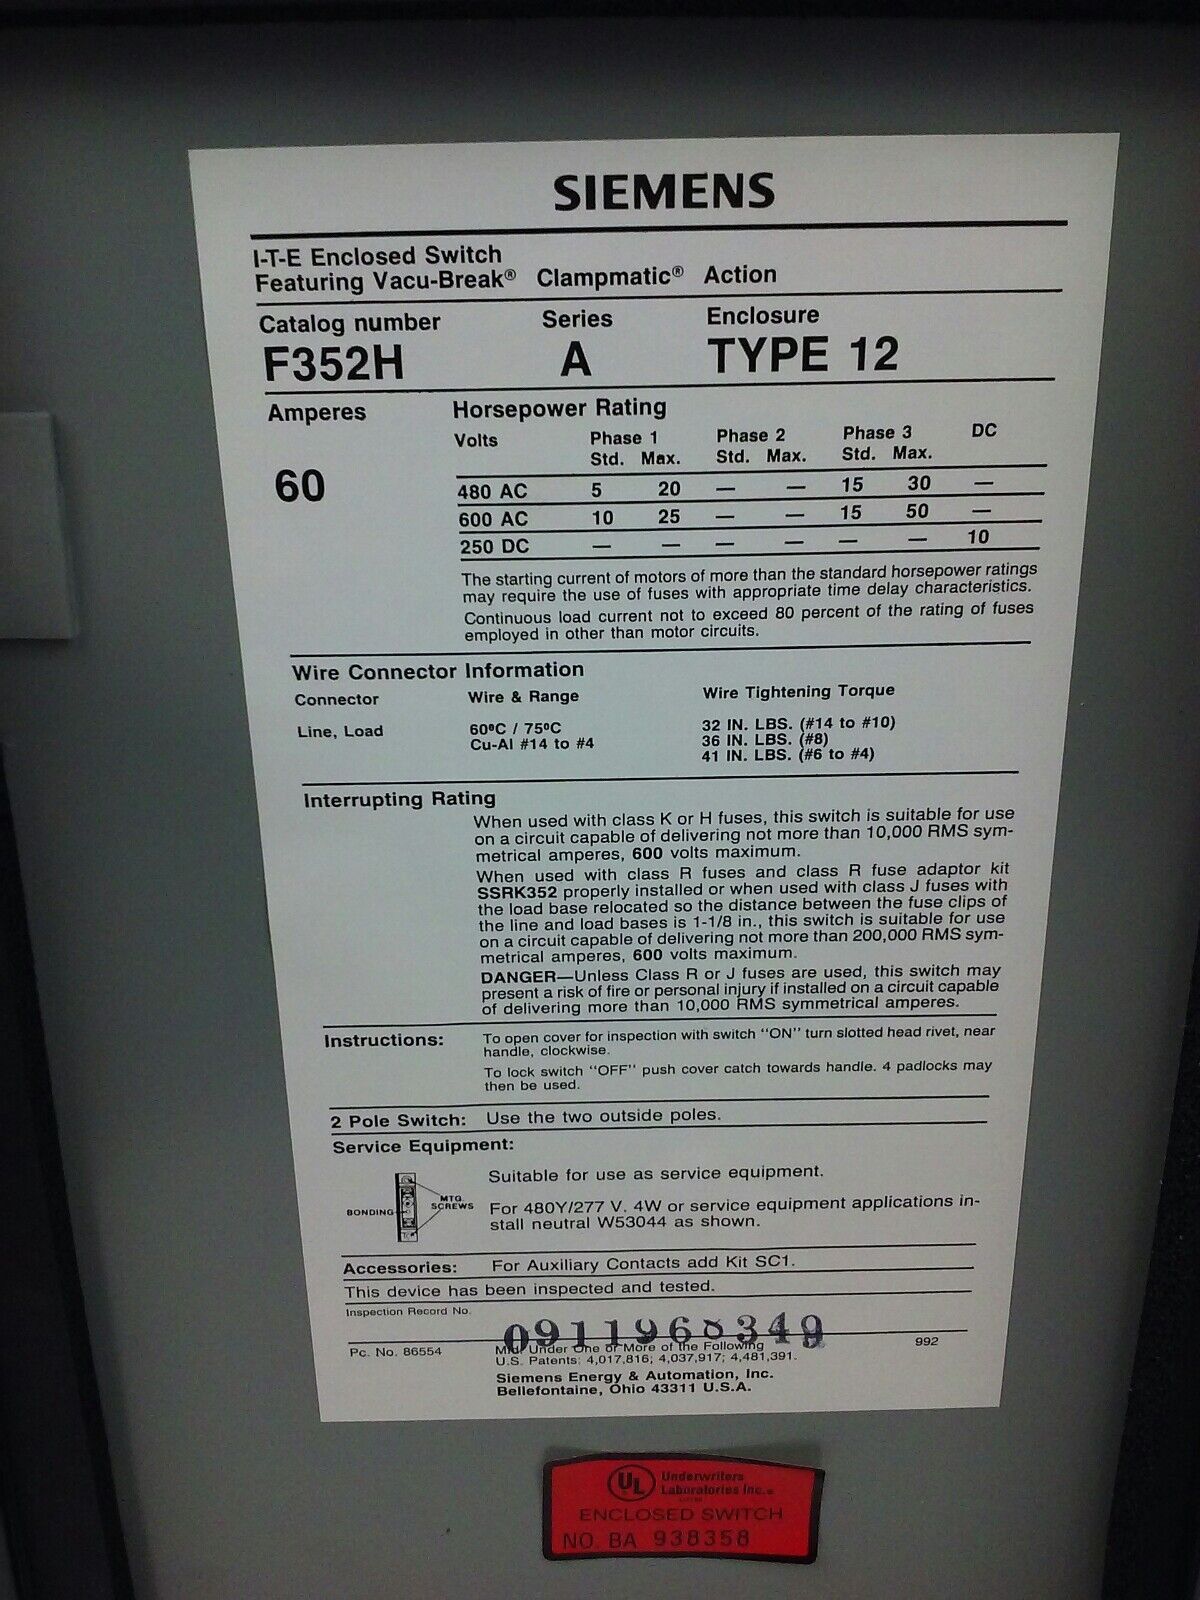 SIEMENS
I-T-E Enclosed Switch
Featuring Vacu-Break® Clampmatic® Action
Catalog number Series Enclosure
F352H A TYPE 12
Amperes Horsepower Rating
Volts Phase 1 Phase 2 Phase 3 DC
Std. Max. Std. Max. Std. Max.
60
480 AC 5 20 — — 15 30 —
600 AC 10 25 — — 15 50 —
250 DC — — — — — — 10
The starting current of motors of more than the standard horsepower ratings
may require the use of fuses with appropriate time delay characteristics.
Continuous load current not to exceed 80 percent of the rating of fuses
employed in other than motor circuits.
Wire Connector Information
Connector Wire & Range Wire Tightening Torque
Line, Load 60ºC / 75ºC 32 IN. LBS. (#14 to #10)
Cu-Al #14 to #4 36 IN. LBS. (#8)
41 IN. LBS. (#6 to #4)
Interrupting Rating
When used with class K or H fuses, this switch is suitable for use
on a circuit capable of delivering not more than 10,000 RMS sym-
metrical amperes, 600 volts maximum.
When used with class R fuses and class R fuse adaptor kit
SSRK352 properly installed or when used with class J fuses with
the load base relocated so the distance between the fuse clips of
the line and load bases is 1-1/8 in., this switch is suitable for use
on a circuit capable of delivering not more than 200,000 RMS sym-
metrical amperes, 600 volts maximum.
DANGER—Unless Class R or J fuses are used, this switch may
present a risk of fire or personal injury if installed on a circuit capable
of delivering more than 10,000 RMS symmetrical amperes.
Instructions: To open cover for inspection with switch "ON" turn slotted head rivet, near
handle, clockwise.
To lock switch "OFF" push cover catch towards handle. 4 padlocks may
then be used.
2 Pole Switch: Use the two outside poles.
Service Equipment:
Suitable for use as service equipment.
BONDING MTG. SCREWS
For 480Y/277 V. 4W or service equipment applications in-
stall neutral W53044 as shown.
Accessories: For Auxiliary Contacts add Kit SC1.
This device has been inspected and tested.
Inspection Record No.
0911968349
Pc. No. 86554 Mfd. Under One or More of the Following 992
U.S. Patents: 4,017,816; 4,037,917; 4,481,391.
Siemens Energy & Automation, Inc.
Bellefontaine, Ohio 43311 U.S.A.
UL Underwriters
Laboratories Inc.®
LISTED
ENCLOSED SWITCH
NO. BA 938358